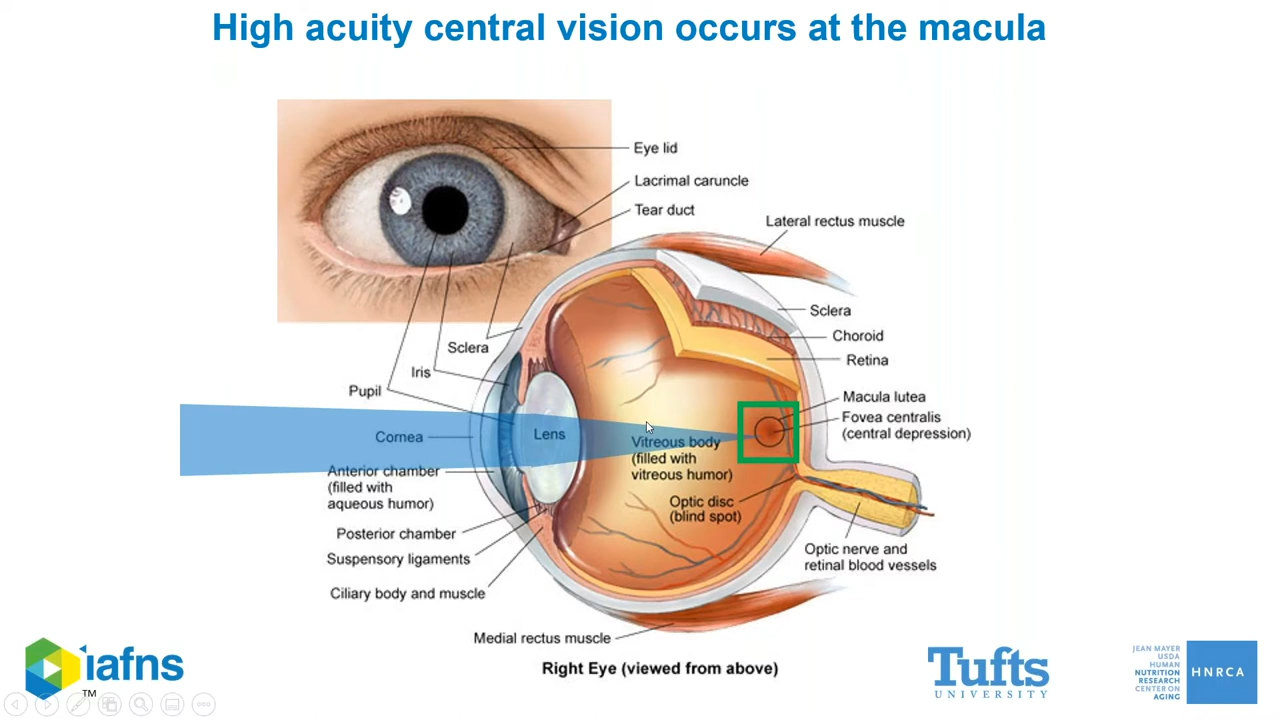 High acuity central vision occurs at the macula
Eye lid
Lacrimal caruncle
Tear duct
Lateral rectus muscle
Sclera
Choroid
Retina
Macula lutea
Fovea centralis
(central depression)
Sclera
Iris
Pupil
Cornea
Lens
Vitreous body
(filled with
vitreous humor)
Anterior chamber
(filled with
aqueous humor)
Optic disc
(blind spot)
Posterior chamber
Suspensory ligaments
Ciliary body and muscle
Optic nerve and
retinal blood vessels
Medial rectus muscle
Right Eye (viewed from above)
iafns
TM
Tufts
UNIVERSITY
JEAN MAYER
USDA
HUMAN
NUTRITION
RESEARCH
CENTER ON
AGING
HNRCA